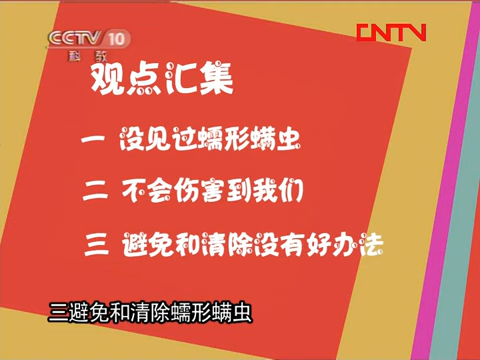 CCTV 10
科教
CNTV
观点汇集
一 没见过蠕形螨虫
二 不会伤害到我们
三 避免和清除没有好办法
三避免和清除蠕形螨虫